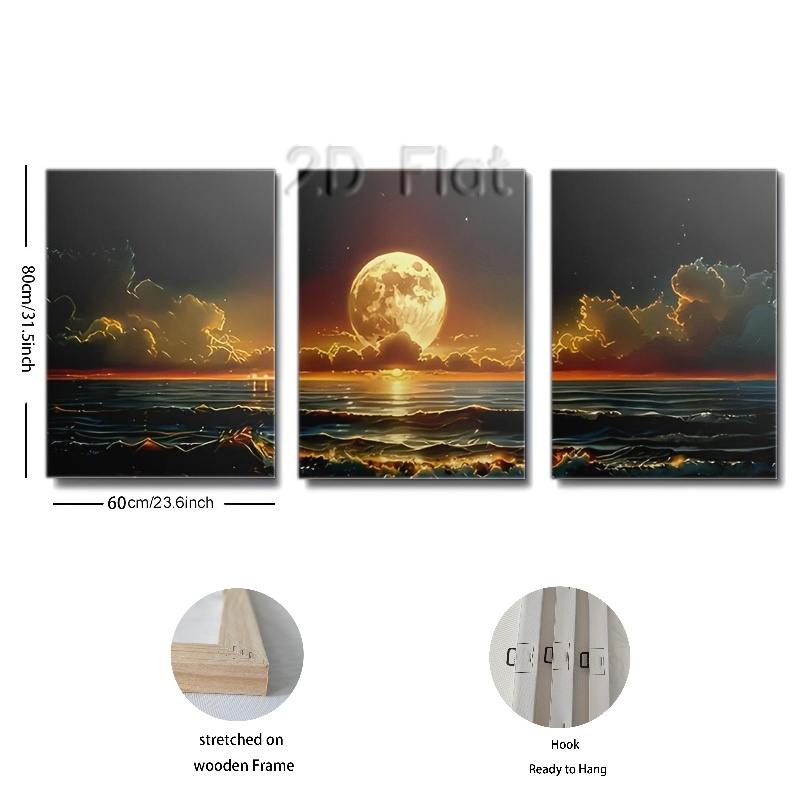 2D Flat
80cm/31.5inch
60cm/23.6inch
stretched on
wooden Frame
Hook
Ready to Hang